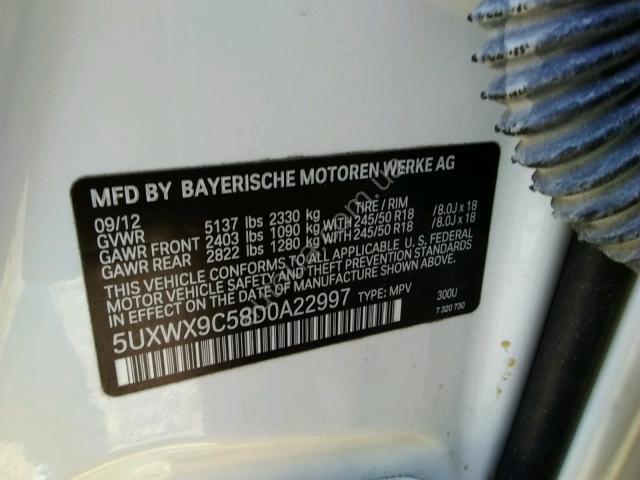 MFD BY BAYERISCHE MOTOREN WERKE AG
09/12 TIRE / RIM
GVWR 5137 lbs 2330 kg
GAWR FRONT 2403 lbs 1090 kg WITH 245/50 R18 /8.0J x 18
GAWR REAR 2822 lbs 1280 kg WITH 245/50 R18 /8.0J x 18
THIS VEHICLE CONFORMS TO ALL APPLICABLE U. S. FEDERAL
MOTOR VEHICLE SAFETY, BUMPER, AND THEFT PREVENTION STANDARDS
IN EFFECT ON THE DATE OF MANUFACTURE SHOWN ABOVE.
5UXWX9C58D0A22997 TYPE: MPV 300U
7 320 730